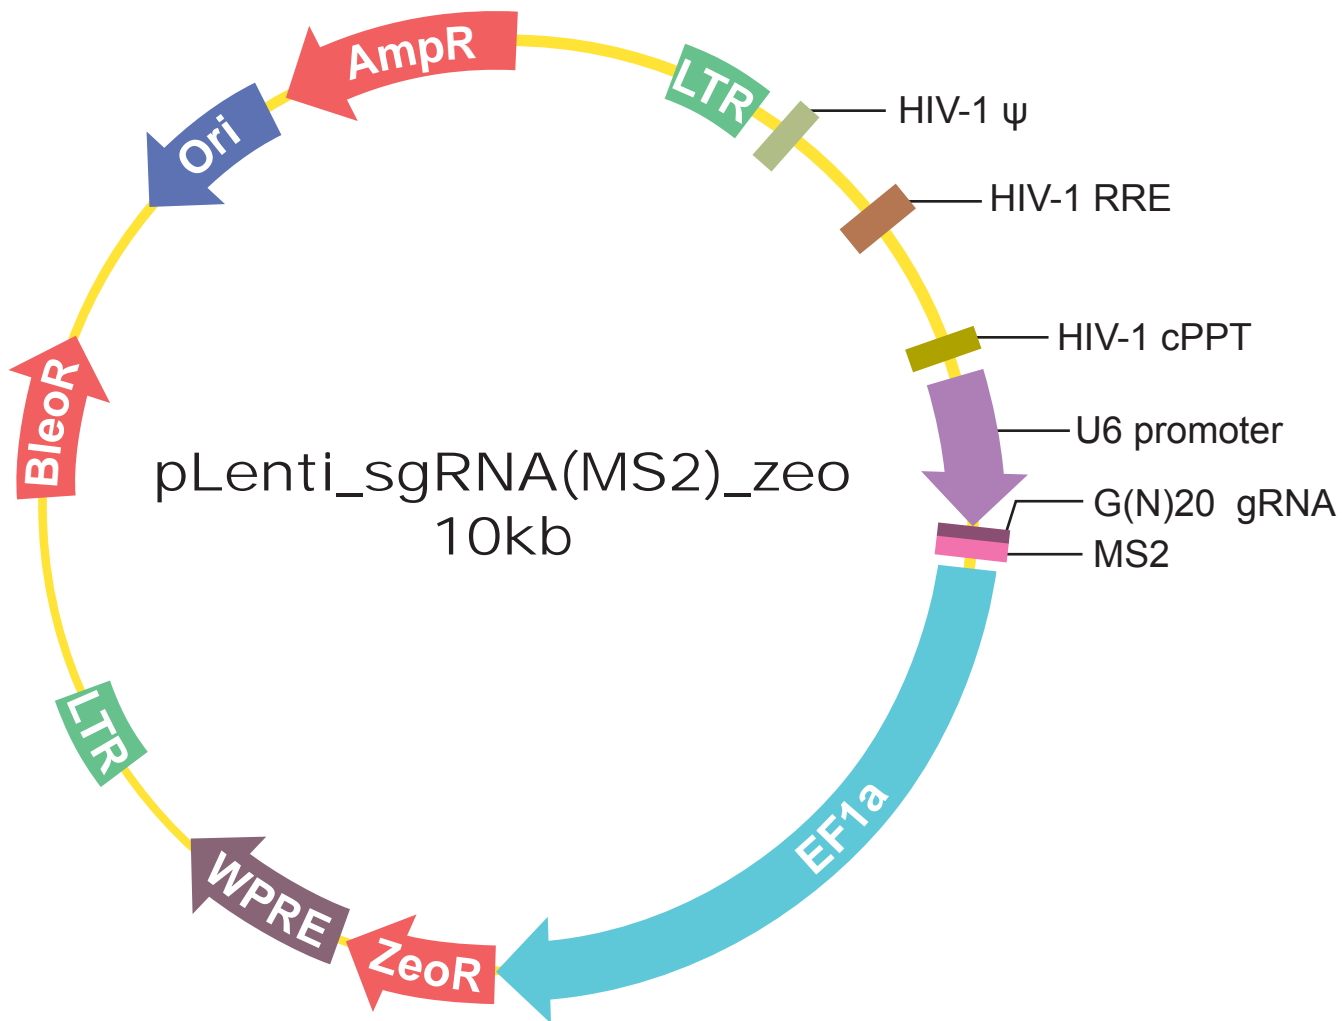 AmpR
LTR
HIV-1 ψ
Ori
HIV-1 RRE
HIV-1 cPPT
BleoR
U6 promoter
pLenti_sgRNA(MS2)_zeo
10kb
G(N)20 gRNA
MS2
LTR
EF1a
WPRE
ZeoR